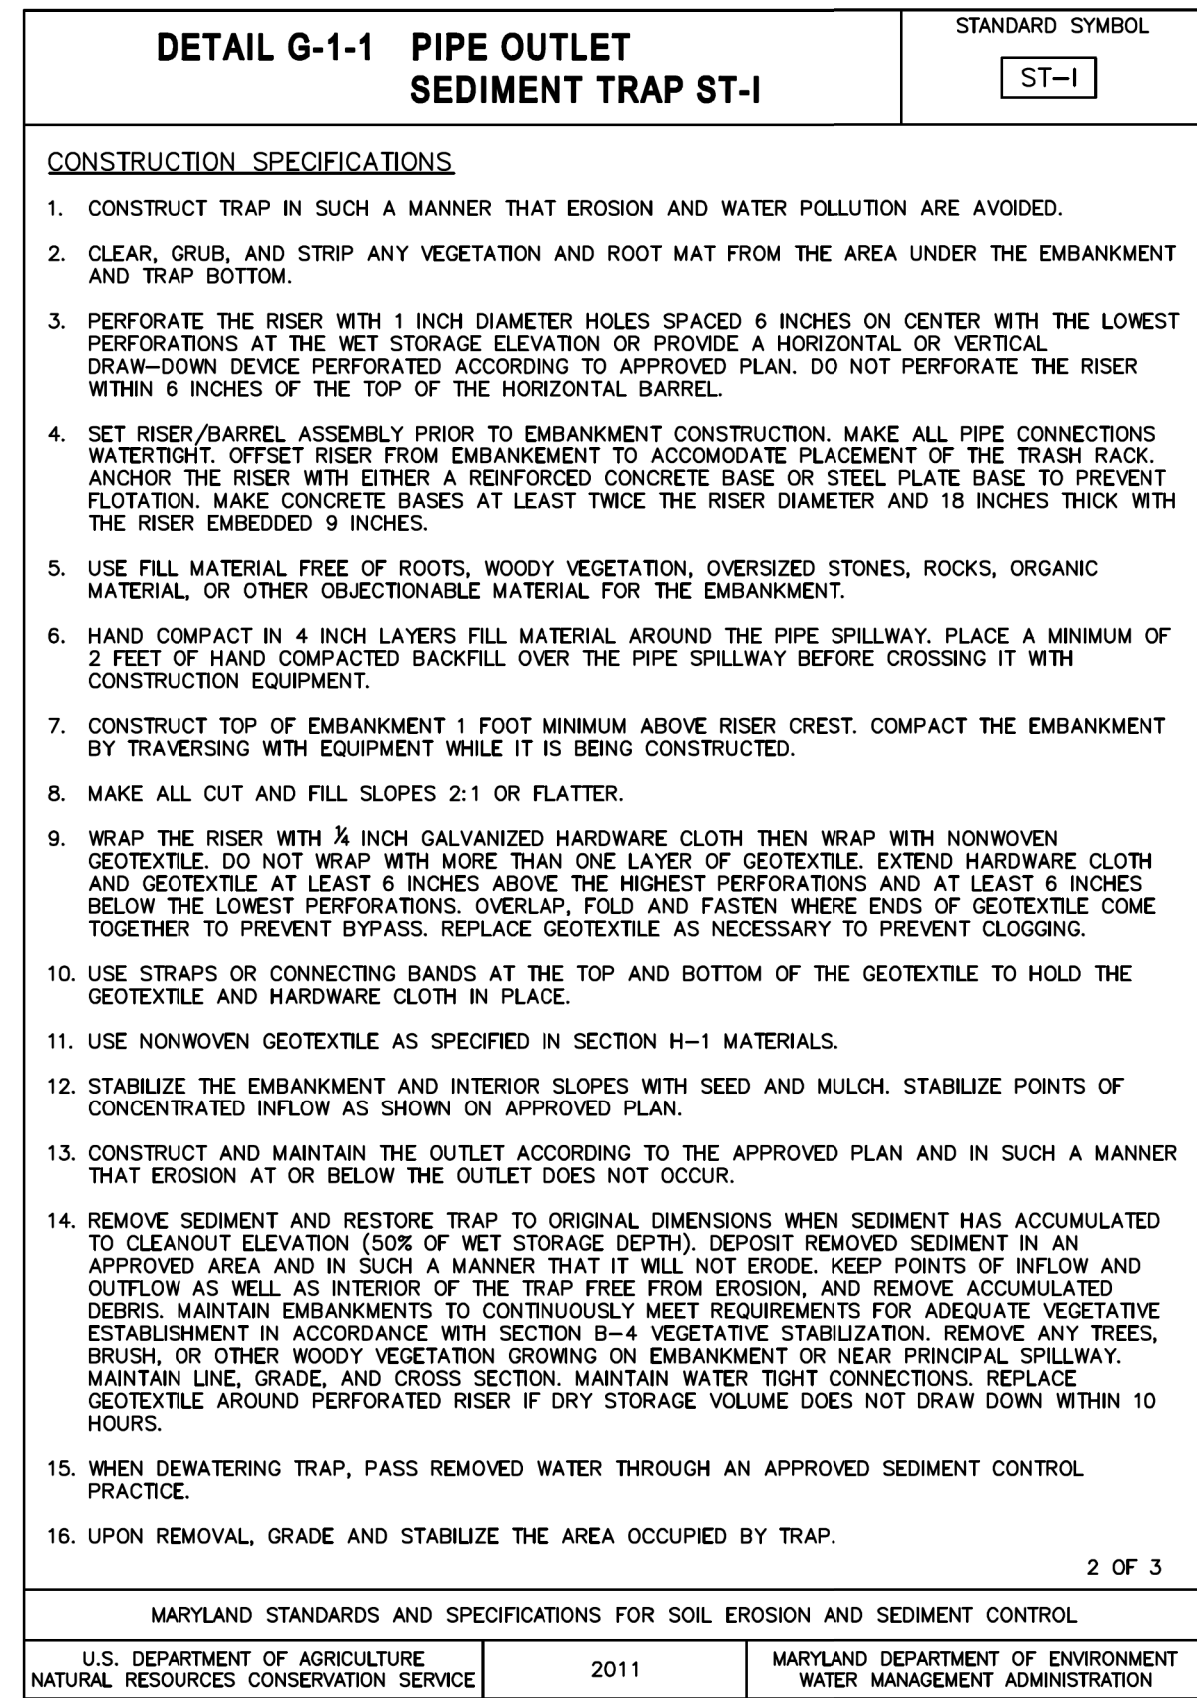 DETAIL G-1-1 PIPE OUTLET
SEDIMENT TRAP ST-I
STANDARD SYMBOL
ST-I
CONSTRUCTION SPECIFICATIONS
1. CONSTRUCT TRAP IN SUCH A MANNER THAT EROSION AND WATER POLLUTION ARE AVOIDED.
2. CLEAR, GRUB, AND STRIP ANY VEGETATION AND ROOT MAT FROM THE AREA UNDER THE EMBANKMENT
AND TRAP BOTTOM.
3. PERFORATE THE RISER WITH 1 INCH DIAMETER HOLES SPACED 6 INCHES ON CENTER WITH THE LOWEST
PERFORATIONS AT THE WET STORAGE ELEVATION OR PROVIDE A HORIZONTAL OR VERTICAL
DRAW-DOWN DEVICE PERFORATED ACCORDING TO APPROVED PLAN. DO NOT PERFORATE THE RISER
WITHIN 6 INCHES OF THE TOP OF THE HORIZONTAL BARREL.
4. SET RISER/BARREL ASSEMBLY PRIOR TO EMBANKMENT CONSTRUCTION. MAKE ALL PIPE CONNECTIONS
WATERTIGHT. OFFSET RISER FROM EMBANKEMENT TO ACCOMODATE PLACEMENT OF THE TRASH RACK.
ANCHOR THE RISER WITH EITHER A REINFORCED CONCRETE BASE OR STEEL PLATE BASE TO PREVENT
FLOTATION. MAKE CONCRETE BASES AT LEAST TWICE THE RISER DIAMETER AND 18 INCHES THICK WITH
THE RISER EMBEDDED 9 INCHES.
5. USE FILL MATERIAL FREE OF ROOTS, WOODY VEGETATION, OVERSIZED STONES, ROCKS, ORGANIC
MATERIAL, OR OTHER OBJECTIONABLE MATERIAL FOR THE EMBANKMENT.
6. HAND COMPACT IN 4 INCH LAYERS FILL MATERIAL AROUND THE PIPE SPILLWAY. PLACE A MINIMUM OF
2 FEET OF HAND COMPACTED BACKFILL OVER THE PIPE SPILLWAY BEFORE CROSSING IT WITH
CONSTRUCTION EQUIPMENT.
7. CONSTRUCT TOP OF EMBANKMENT 1 FOOT MINIMUM ABOVE RISER CREST. COMPACT THE EMBANKMENT
BY TRAVERSING WITH EQUIPMENT WHILE IT IS BEING CONSTRUCTED.
8. MAKE ALL CUT AND FILL SLOPES 2:1 OR FLATTER.
9. WRAP THE RISER WITH ¼ INCH GALVANIZED HARDWARE CLOTH THEN WRAP WITH NONWOVEN
GEOTEXTILE. DO NOT WRAP WITH MORE THAN ONE LAYER OF GEOTEXTILE. EXTEND HARDWARE CLOTH
AND GEOTEXTILE AT LEAST 6 INCHES ABOVE THE HIGHEST PERFORATIONS AND AT LEAST 6 INCHES
BELOW THE LOWEST PERFORATIONS. OVERLAP, FOLD AND FASTEN WHERE ENDS OF GEOTEXTILE COME
TOGETHER TO PREVENT BYPASS. REPLACE GEOTEXTILE AS NECESSARY TO PREVENT CLOGGING.
10. USE STRAPS OR CONNECTING BANDS AT THE TOP AND BOTTOM OF THE GEOTEXTILE TO HOLD THE
GEOTEXTILE AND HARDWARE CLOTH IN PLACE.
11. USE NONWOVEN GEOTEXTILE AS SPECIFIED IN SECTION H-1 MATERIALS.
12. STABILIZE THE EMBANKMENT AND INTERIOR SLOPES WITH SEED AND MULCH. STABILIZE POINTS OF
CONCENTRATED INFLOW AS SHOWN ON APPROVED PLAN.
13. CONSTRUCT AND MAINTAIN THE OUTLET ACCORDING TO THE APPROVED PLAN AND IN SUCH A MANNER
THAT EROSION AT OR BELOW THE OUTLET DOES NOT OCCUR.
14. REMOVE SEDIMENT AND RESTORE TRAP TO ORIGINAL DIMENSIONS WHEN SEDIMENT HAS ACCUMULATED
TO CLEANOUT ELEVATION (50% OF WET STORAGE DEPTH). DEPOSIT REMOVED SEDIMENT IN AN
APPROVED AREA AND IN SUCH A MANNER THAT IT WILL NOT ERODE. KEEP POINTS OF INFLOW AND
OUTFLOW AS WELL AS INTERIOR OF THE TRAP FREE FROM EROSION, AND REMOVE ACCUMULATED
DEBRIS. MAINTAIN EMBANKMENTS TO CONTINUOUSLY MEET REQUIREMENTS FOR ADEQUATE VEGETATIVE
ESTABLISHMENT IN ACCORDANCE WITH SECTION B-4 VEGETATIVE STABILIZATION. REMOVE ANY TREES,
BRUSH, OR OTHER WOODY VEGETATION GROWING ON EMBANKMENT OR NEAR PRINCIPAL SPILLWAY.
MAINTAIN LINE, GRADE, AND CROSS SECTION. MAINTAIN WATER TIGHT CONNECTIONS. REPLACE
GEOTEXTILE AROUND PERFORATED RISER IF DRY STORAGE VOLUME DOES NOT DRAW DOWN WITHIN 10
HOURS.
15. WHEN DEWATERING TRAP, PASS REMOVED WATER THROUGH AN APPROVED SEDIMENT CONTROL
PRACTICE.
16. UPON REMOVAL, GRADE AND STABILIZE THE AREA OCCUPIED BY TRAP.
2 OF 3
MARYLAND STANDARDS AND SPECIFICATIONS FOR SOIL EROSION AND SEDIMENT CONTROL
U.S. DEPARTMENT OF AGRICULTURE
NATURAL RESOURCES CONSERVATION SERVICE
2011
MARYLAND DEPARTMENT OF ENVIRONMENT
WATER MANAGEMENT ADMINISTRATION